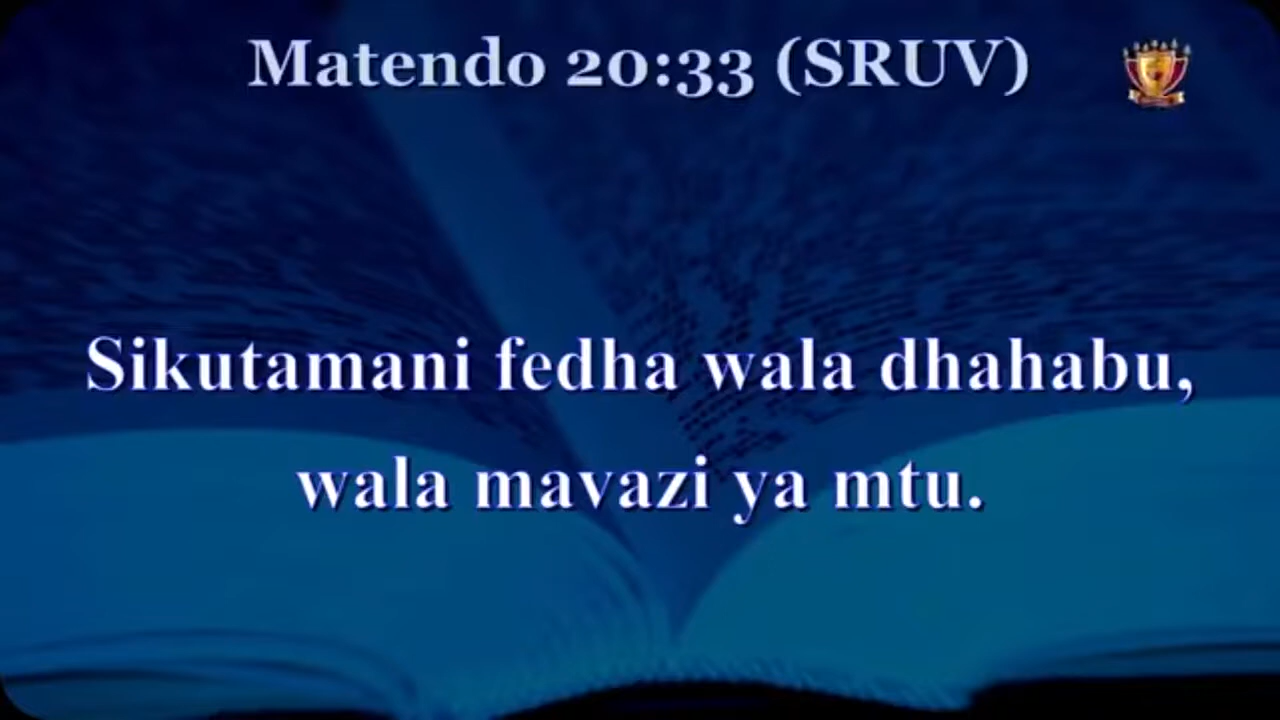 Matendo 20:33 (SRUV)
Sikutamani fedha wala dhahabu,
wala mavazi ya mtu.